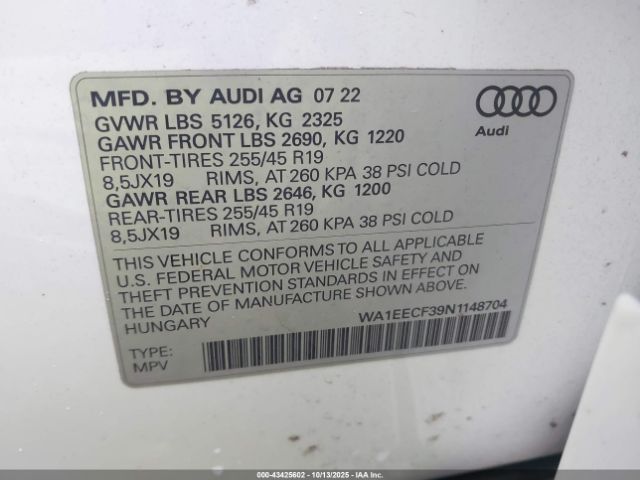 MFD. BY AUDI AG 07 22
GVWR LBS 5126, KG 2325
GAWR FRONT LBS 2690, KG 1220
FRONT-TIRES 255/45 R19
8,5JX19 RIMS, AT 260 KPA 38 PSI COLD
GAWR REAR LBS 2646, KG 1200
REAR-TIRES 255/45 R19
8,5JX19 RIMS, AT 260 KPA 38 PSI COLD
Audi
THIS VEHICLE CONFORMS TO ALL APPLICABLE
U.S. FEDERAL MOTOR VEHICLE SAFETY AND
THEFT PREVENTION STANDARDS IN EFFECT ON
THE DATE OF MANUFACTURE SHOWN ABOVE.
HUNGARY
WA1EECF39N1148704
TYPE:
MPV
000-43425602 - 10/13/2025 - IAA Inc.